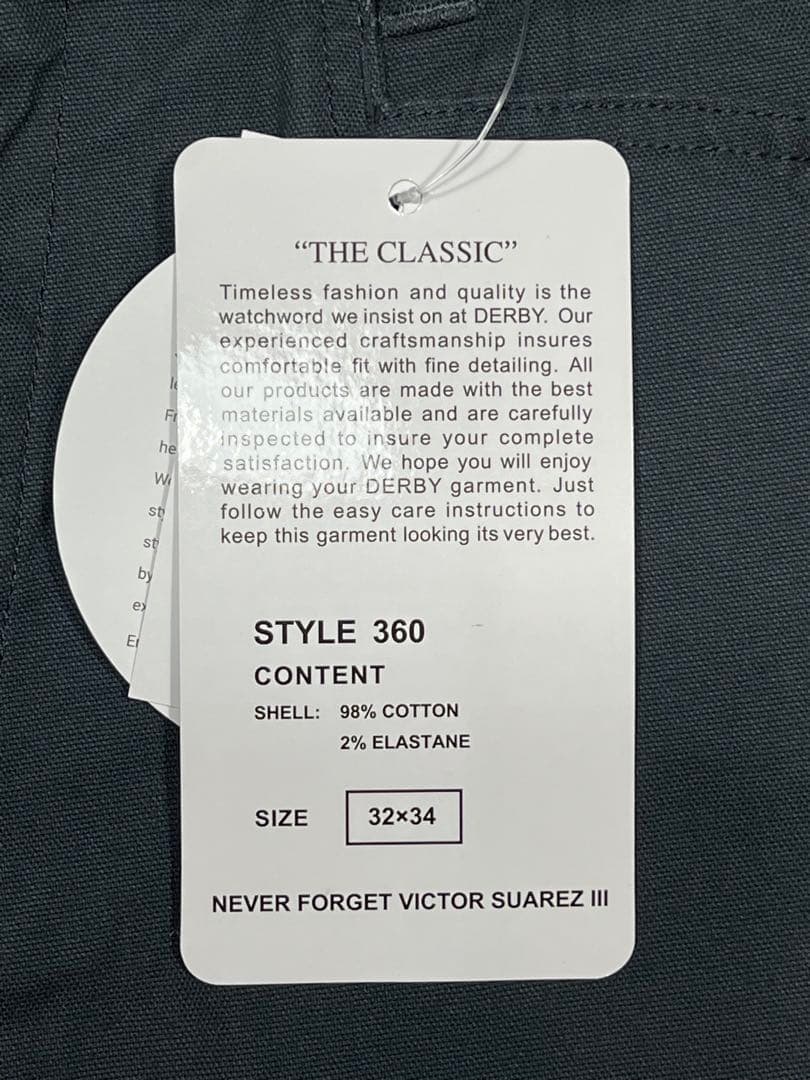 “THE CLASSIC”
Timeless fashion and quality is the
watchword we insist on at DERBY. Our
experienced craftsmanship insures
comfortable fit with fine detailing. All
our products are made with the best
materials available and are carefully
inspected to insure your complete
satisfaction. We hope you will enjoy
wearing your DERBY garment. Just
follow the easy care instructions to
keep this garment looking its very best.
STYLE 360
CONTENT
SHELL: 98% COTTON
2% ELASTANE
SIZE 32×34
NEVER FORGET VICTOR SUAREZ III